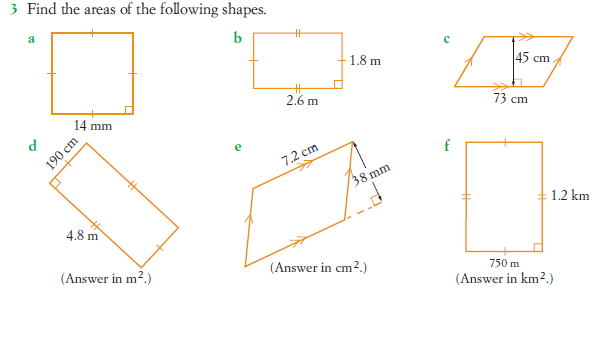 3 Find the areas of the following shapes.
a
14 mm
b
1.8 m
2.6 m
c
45 cm
73 cm
d
190 cm
4.8 m
(Answer in m².)
e
7.2 cm
38 mm
(Answer in cm².)
f
1.2 km
750 m
(Answer in km².)